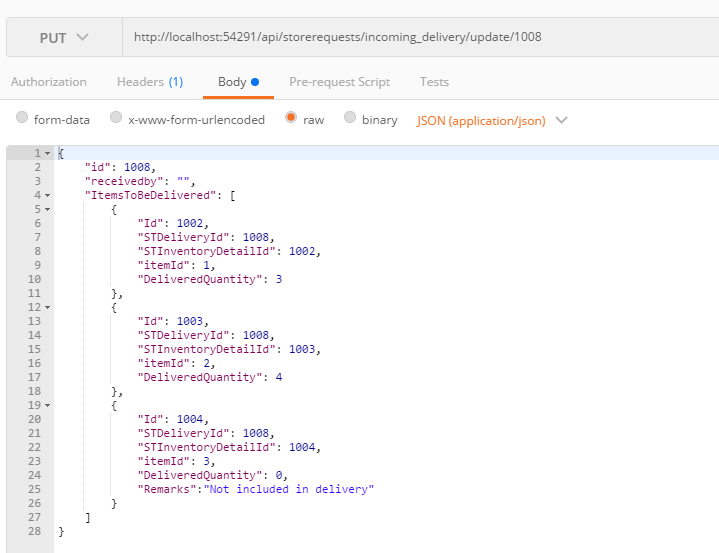 PUT http://localhost:54291/api/storerequests/incoming_delivery/update/1008
Authorization Headers (1) Body Pre-request Script Tests
form-data x-www-form-urlencoded raw binary JSON (application/json)
1 {
2 "id": 1008,
3 "receivedby": "",
4 "ItemsToBeDelivered": [
5 {
6 "Id": 1002,
7 "STDeliveryId": 1008,
8 "STInventoryDetailId": 1002,
9 "itemId": 1,
10 "DeliveredQuantity": 3
11 },
12 {
13 "Id": 1003,
14 "STDeliveryId": 1008,
15 "STInventoryDetailId": 1003,
16 "itemId": 2,
17 "DeliveredQuantity": 4
18 },
19 {
20 "Id": 1004,
21 "STDeliveryId": 1008,
22 "STInventoryDetailId": 1004,
23 "itemId": 3,
24 "DeliveredQuantity": 0,
25 "Remarks":"Not included in delivery"
26 }
27 ]
28 }